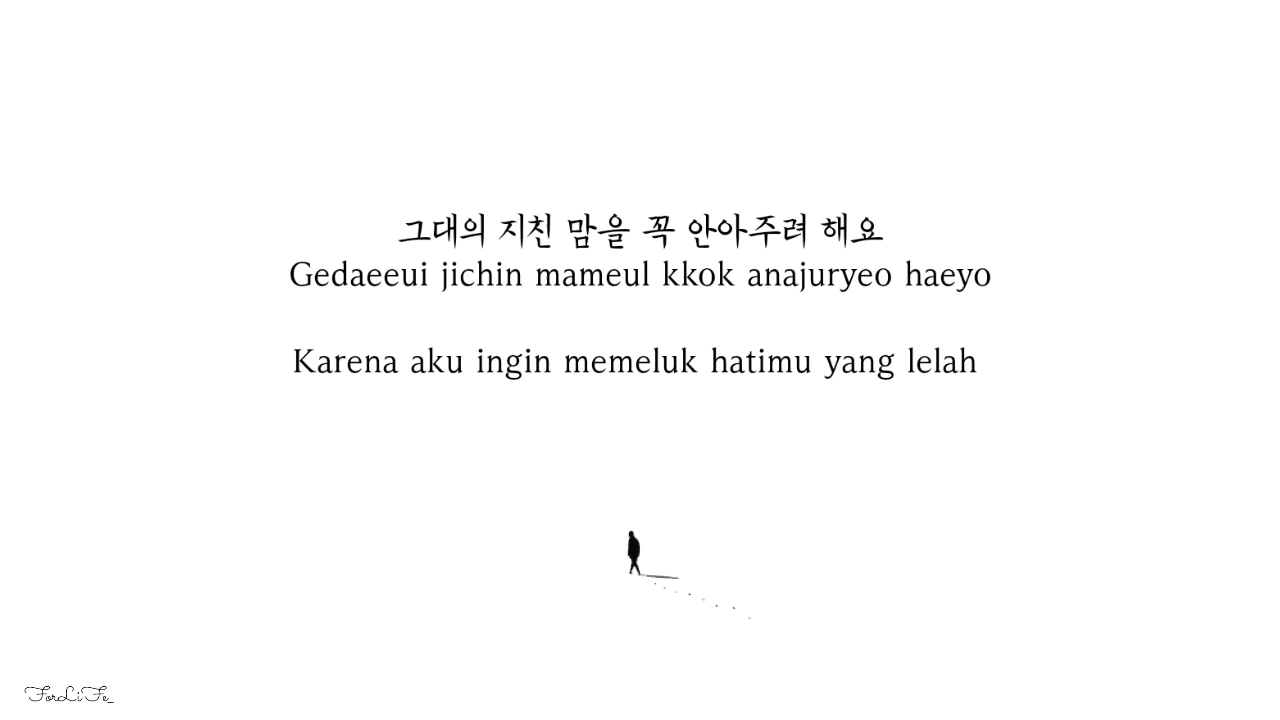 그대의 지친 맘을 꼭 안아주려 해요
Gedaeeui jichin mameul kkok anajuryeo haeyo
Karena aku ingin memeluk hatimu yang lelah
ForLiFe_